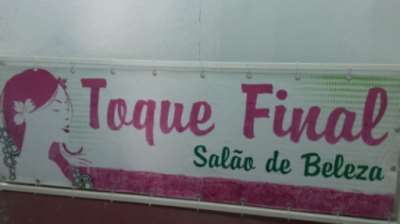 Toque Final
Salão de Beleza